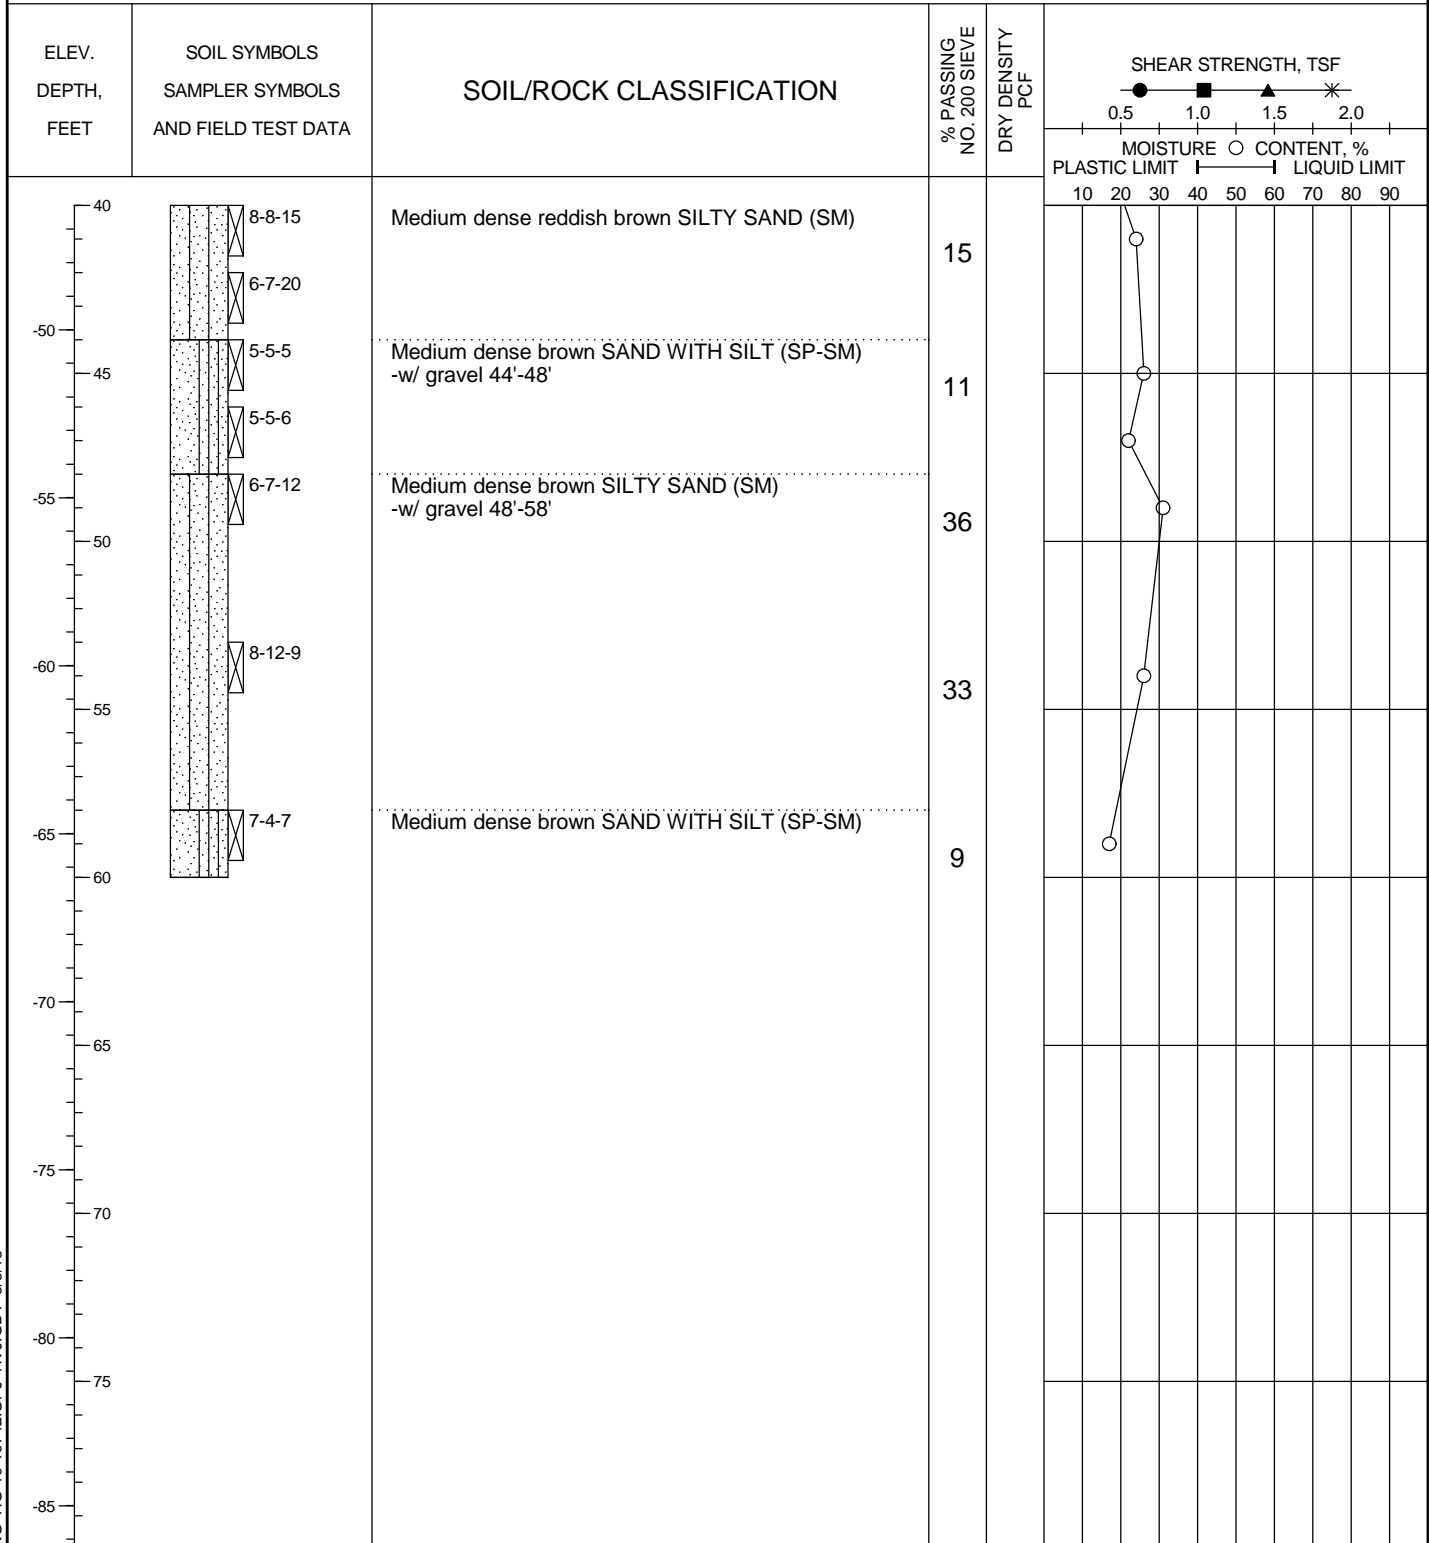 ELEV.
DEPTH,
FEET
SOIL SYMBOLS
SAMPLER SYMBOLS
AND FIELD TEST DATA
SOIL/ROCK CLASSIFICATION
% PASSING
NO. 200 SIEVE
DRY DENSITY
PCF
SHEAR STRENGTH, TSF
0.5 1.0 1.5 2.0
MOISTURE CONTENT, %
PLASTIC LIMIT LIQUID LIMIT
10 20 30 40 50 60 70 80 90
40
8-8-15
Medium dense reddish brown SILTY SAND (SM)
15
6-7-20
-50
5-5-5
Medium dense brown SAND WITH SILT (SP-SM)
-w/ gravel 44'-48'
45
11
5-5-6
6-7-12
Medium dense brown SILTY SAND (SM)
-w/ gravel 48'-58'
-55
36
50
8-12-9
-60
33
55
7-4-7
Medium dense brown SAND WITH SILT (SP-SM)
-65
9
60
-70
65
-75
70
-80
75
-85